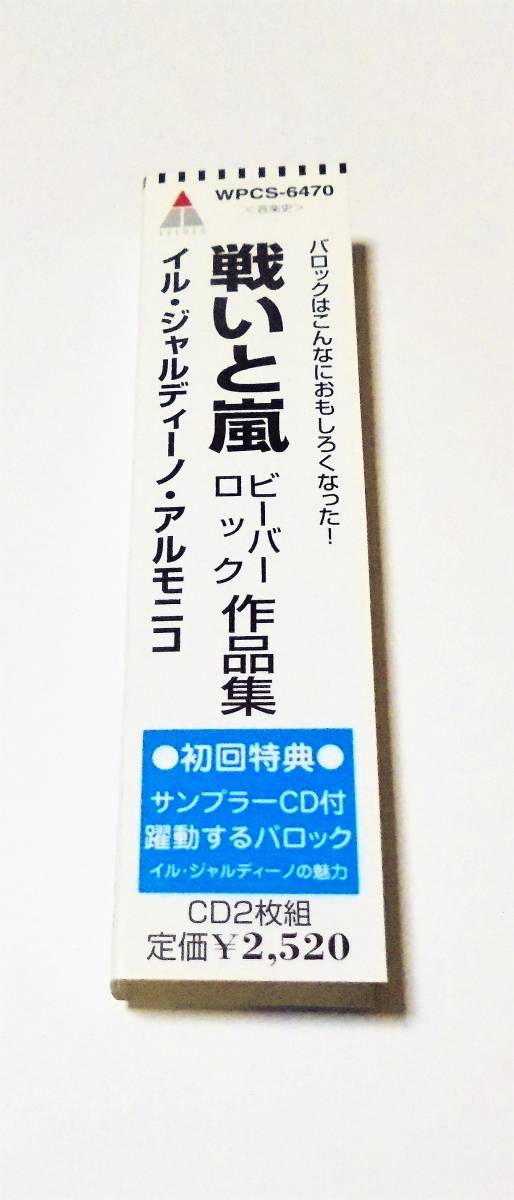 WPCS-6470
<音楽史>
TELDEC
バロックはこんなにおもしろくなった!
戦いと嵐
ビーバー
ロック
作品集
イル・ジャルディーノ・アルモニコ
●初回特典●
サンプラーCD付
躍動するバロック
イル・ジャルディーノの魅力
CD2枚組
定価¥2,520